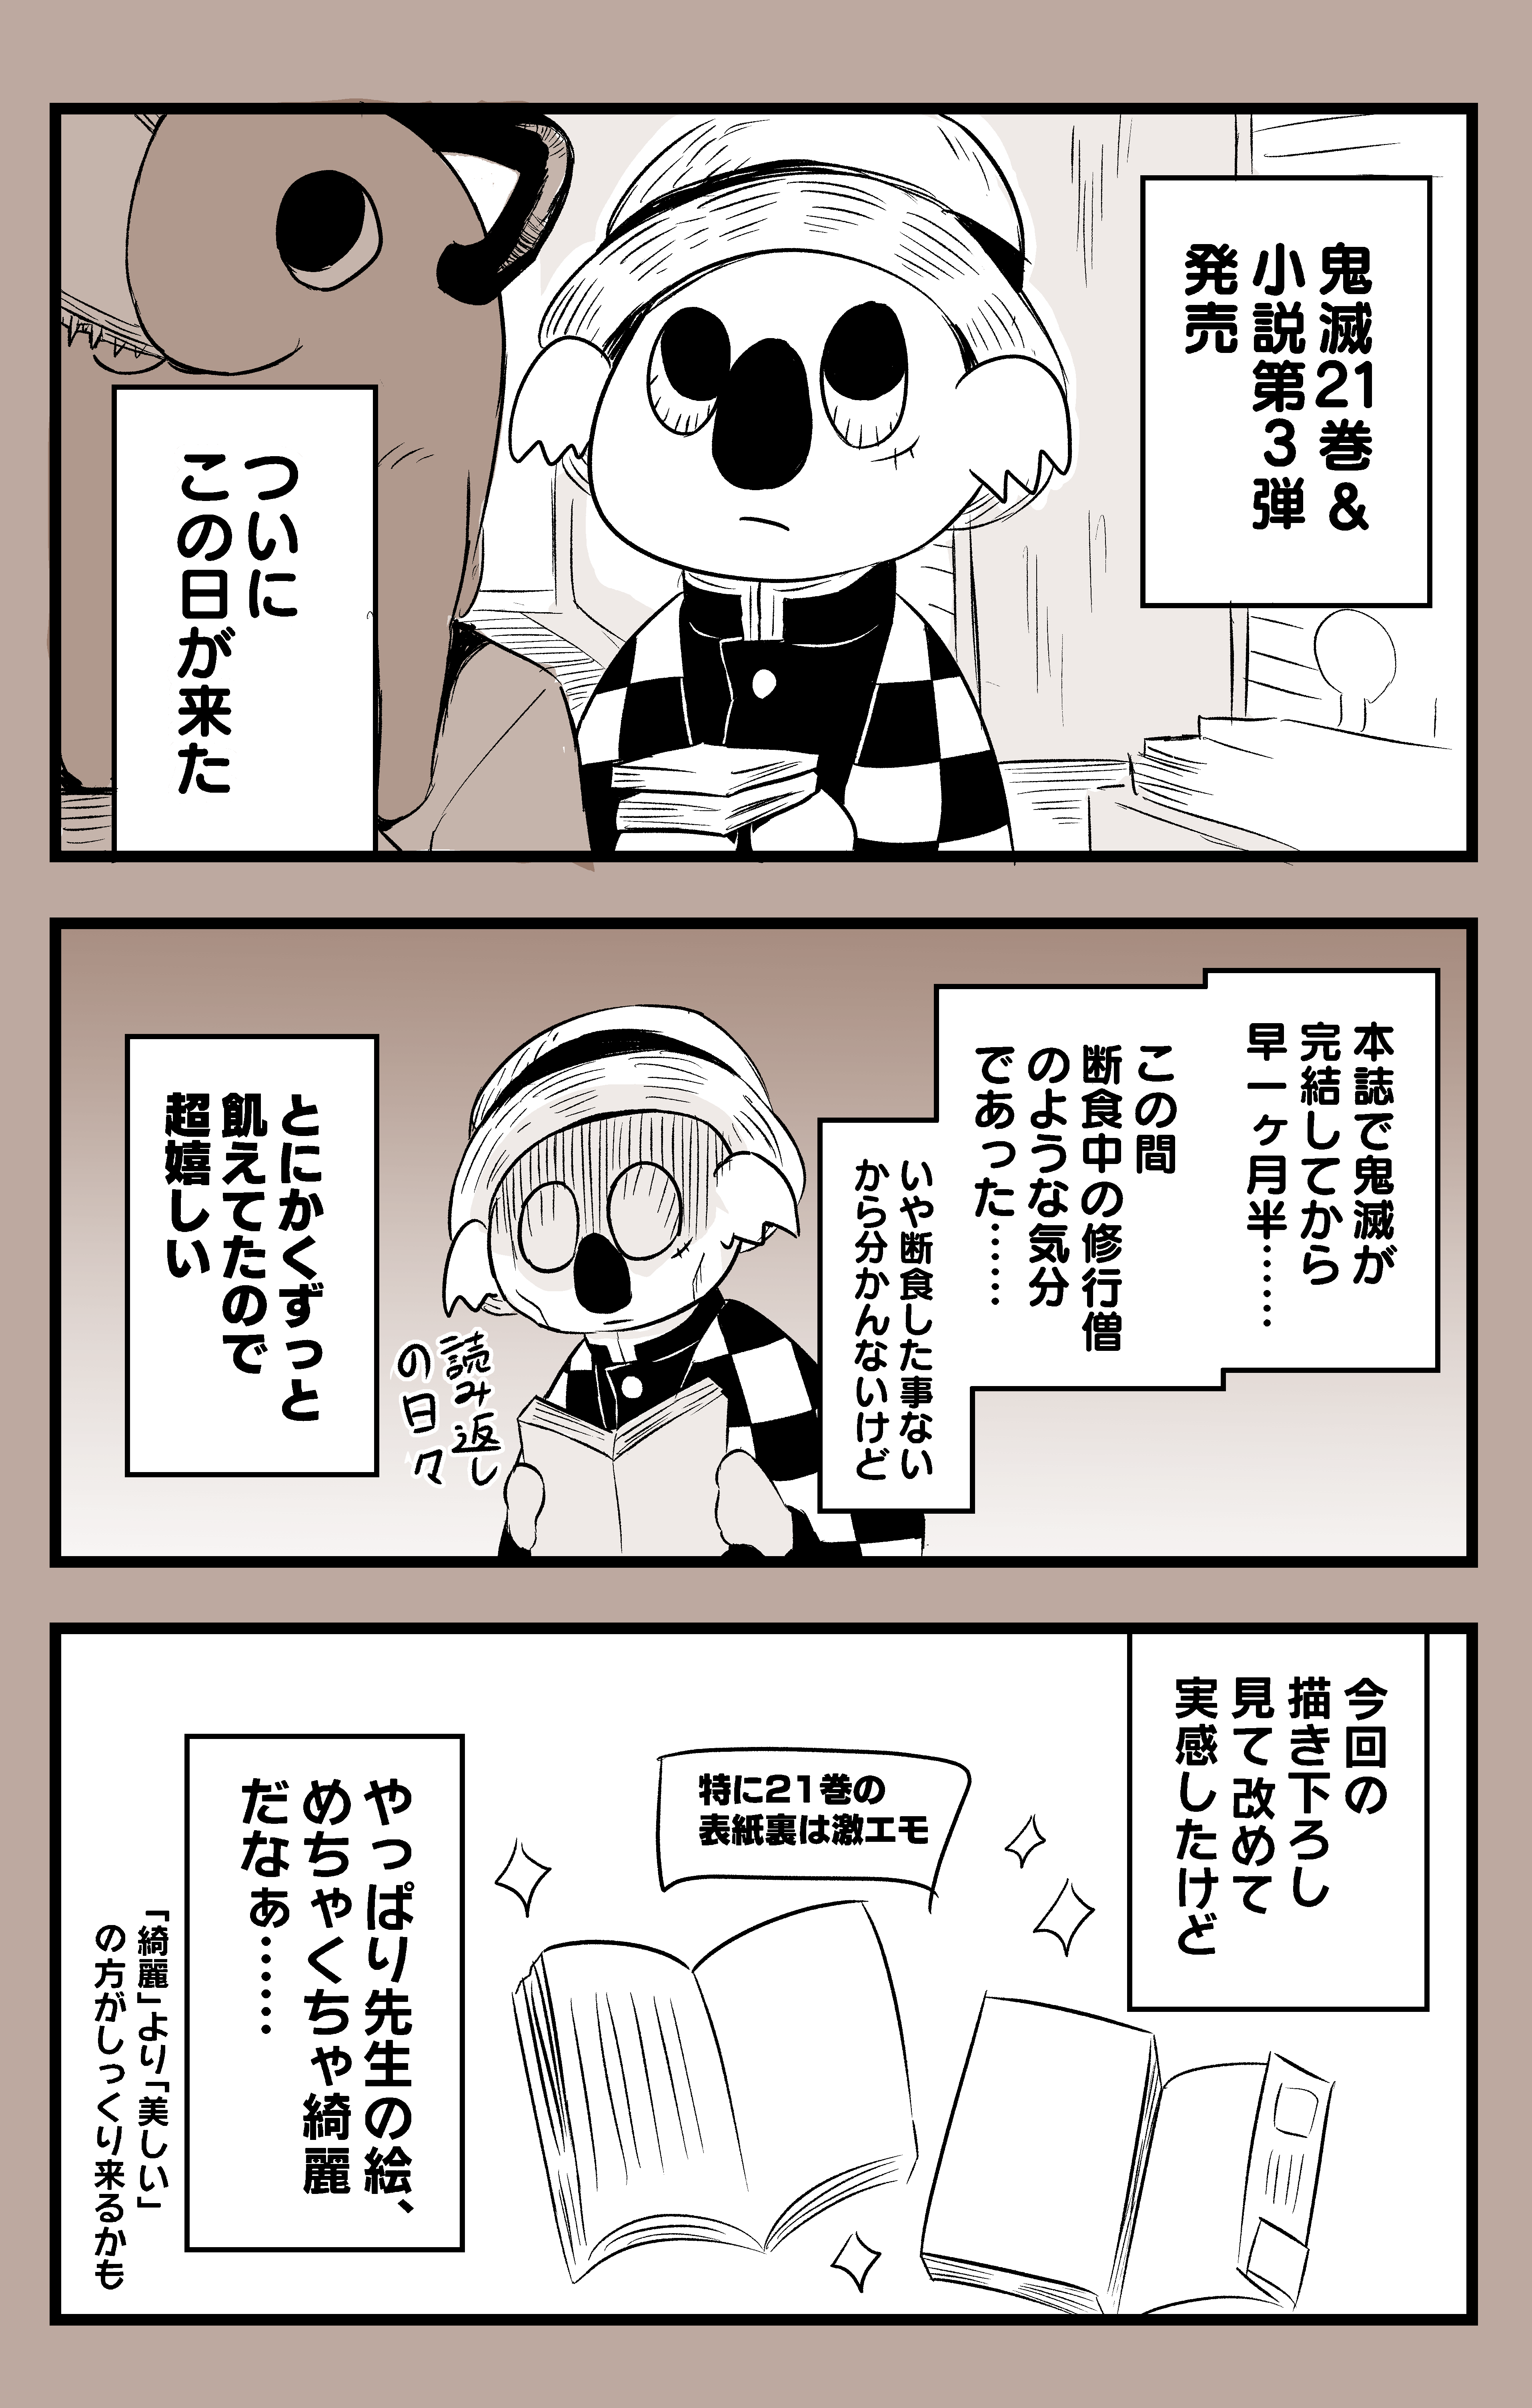 鬼滅21巻&
小説第3弾
発売
ついに
この日が来た
本誌で鬼滅が
完結してから
早一ヶ月半……
この間
断食中の修行僧
のような気分
であった……
いや断食した事ない
から分かんないけど
読み返し
の日々
とにかくずっと
飢えてたので
超嬉しい
今回の
描き下ろし
見て改めて
実感したけど
特に21巻の
表紙裏は激エモ
やっぱり先生の絵、
めちゃくちゃ綺麗
だなぁ……
「綺麗」より「美しい」
の方がしっくり来るかも